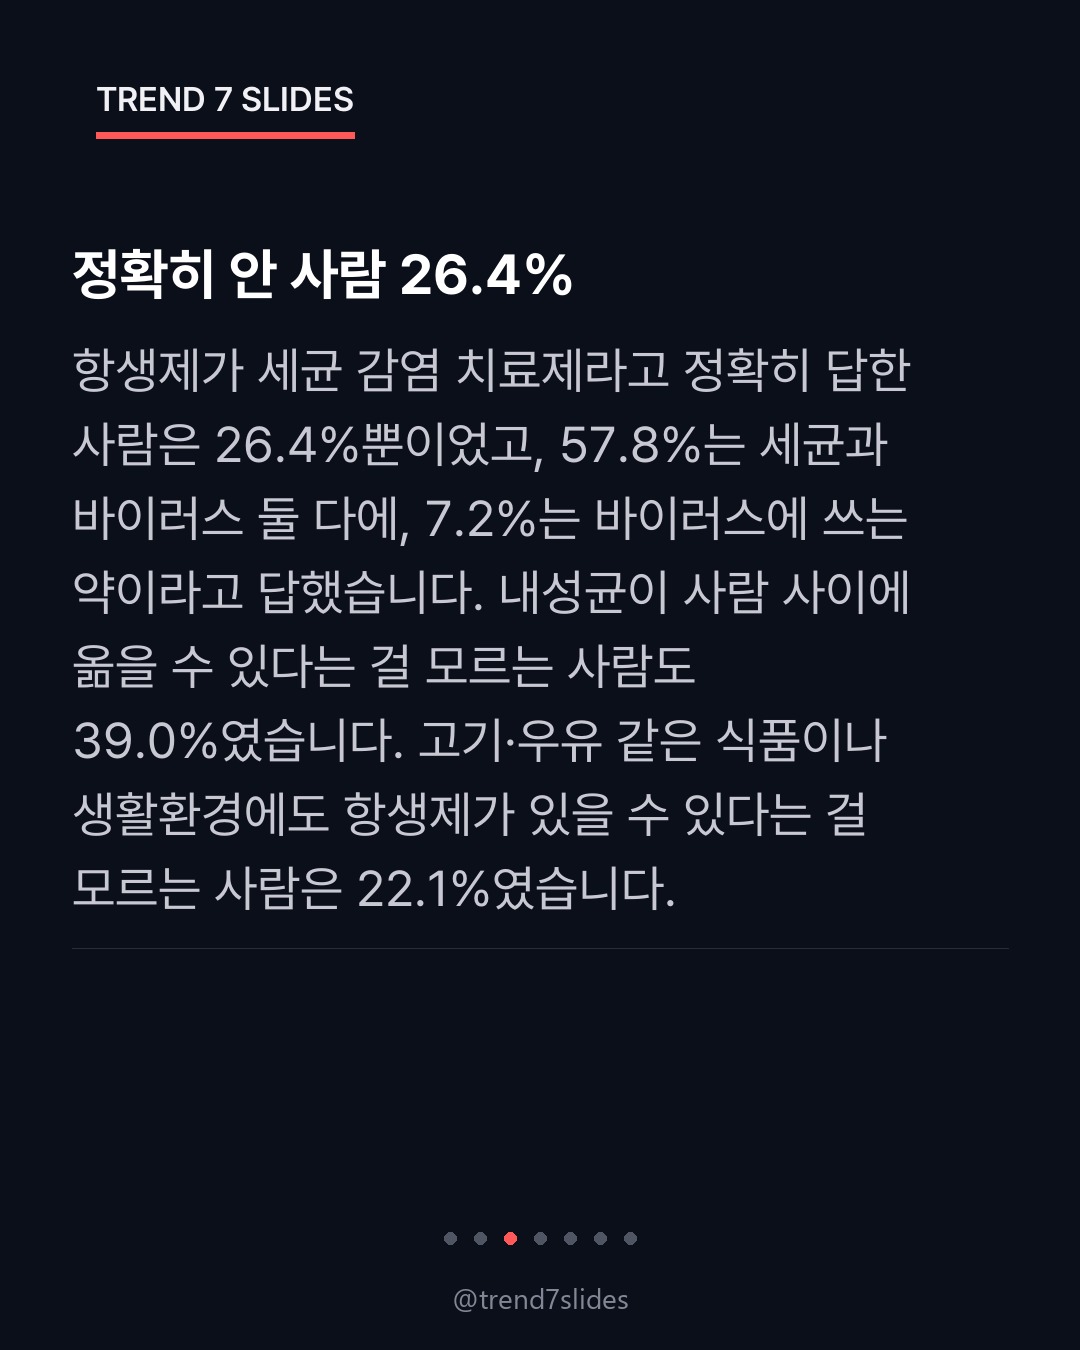 TREND 7 SLIDES
정확히 안 사람 26.4%
항생제가 세균 감염 치료제라고 정확히 답한
사람은 26.4%뿐이었고, 57.8%는 세균과
바이러스 둘 다에, 7.2%는 바이러스에 쓰는
약이라고 답했습니다. 내성균이 사람 사이에
옮을 수 있다는 걸 모르는 사람도
39.0%였습니다. 고기·우유 같은 식품이나
생활환경에도 항생제가 있을 수 있다는 걸
모르는 사람은 22.1%였습니다.
@trend7slides